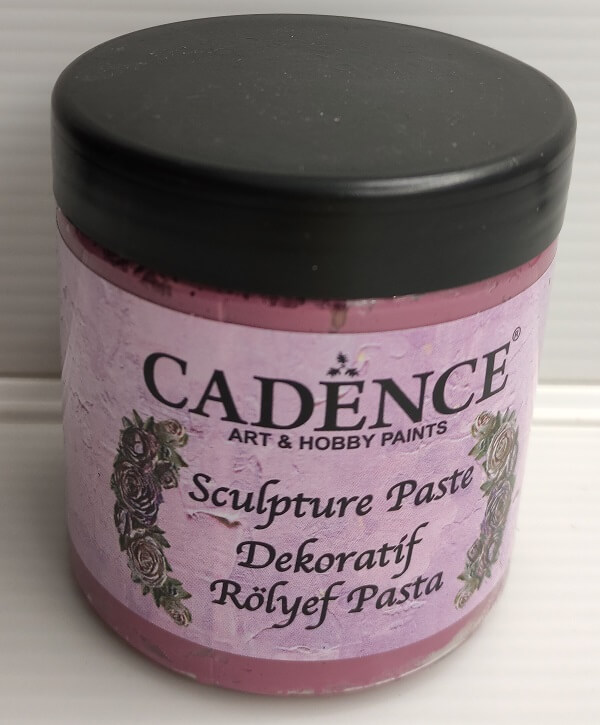 CADENCE®
ART & HOBBY PAINTS
Sculpture Paste
Dekoratif
Rölyef Pasta